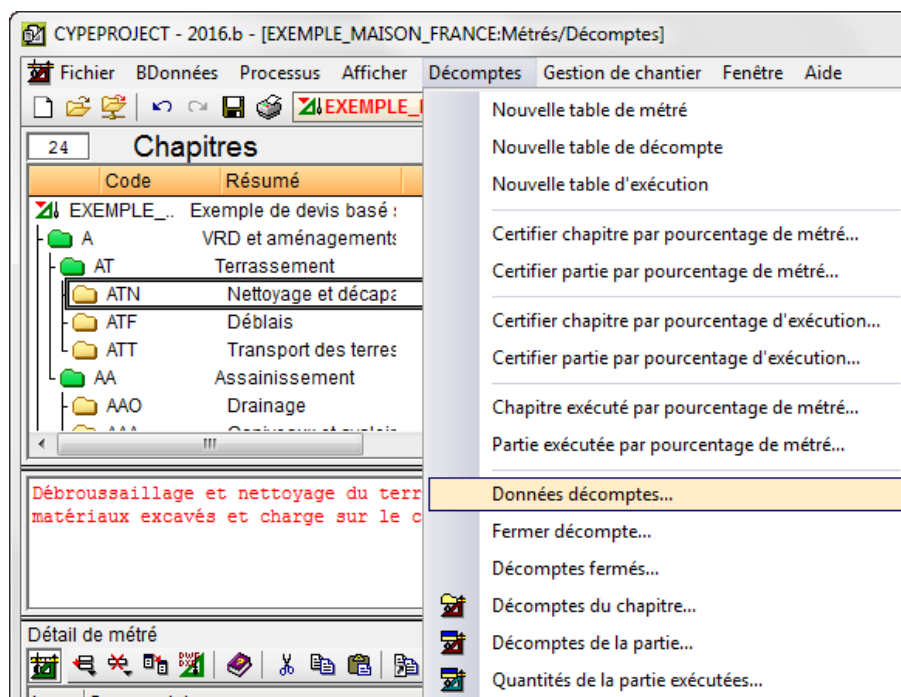 CYPEPROJECT - 2016.b - [EXEMPLE_MAISON_FRANCE:Métrés/Décomptes]
Fichier BDonnées Processus Afficher Décomptes Gestion de chantier Fenêtre Aide
EXEMPLE_
24 Chapitres
Code Résumé
EXEMPLE_.. Exemple de devis basé
A VRD et aménagements
AT Terrassement
ATN Nettoyage et décapa
ATF Déblais
ATT Transport des terres
AA Assainissement
AAO Drainage
Débroussaillage et nettoyage du terr
matériaux excavés et charge sur le c
Détail de métré
Nouvelle table de métré
Nouvelle table de décompte
Nouvelle table d'exécution
Certifier chapitre par pourcentage de métré...
Certifier partie par pourcentage de métré...
Certifier chapitre par pourcentage d'exécution...
Certifier partie par pourcentage d'exécution...
Chapitre exécuté par pourcentage de métré...
Partie exécutée par pourcentage de métré...
Données décomptes...
Fermer décompte...
Décomptes fermés...
Décomptes du chapitre...
Décomptes de la partie...
Quantités de la partie exécutées...